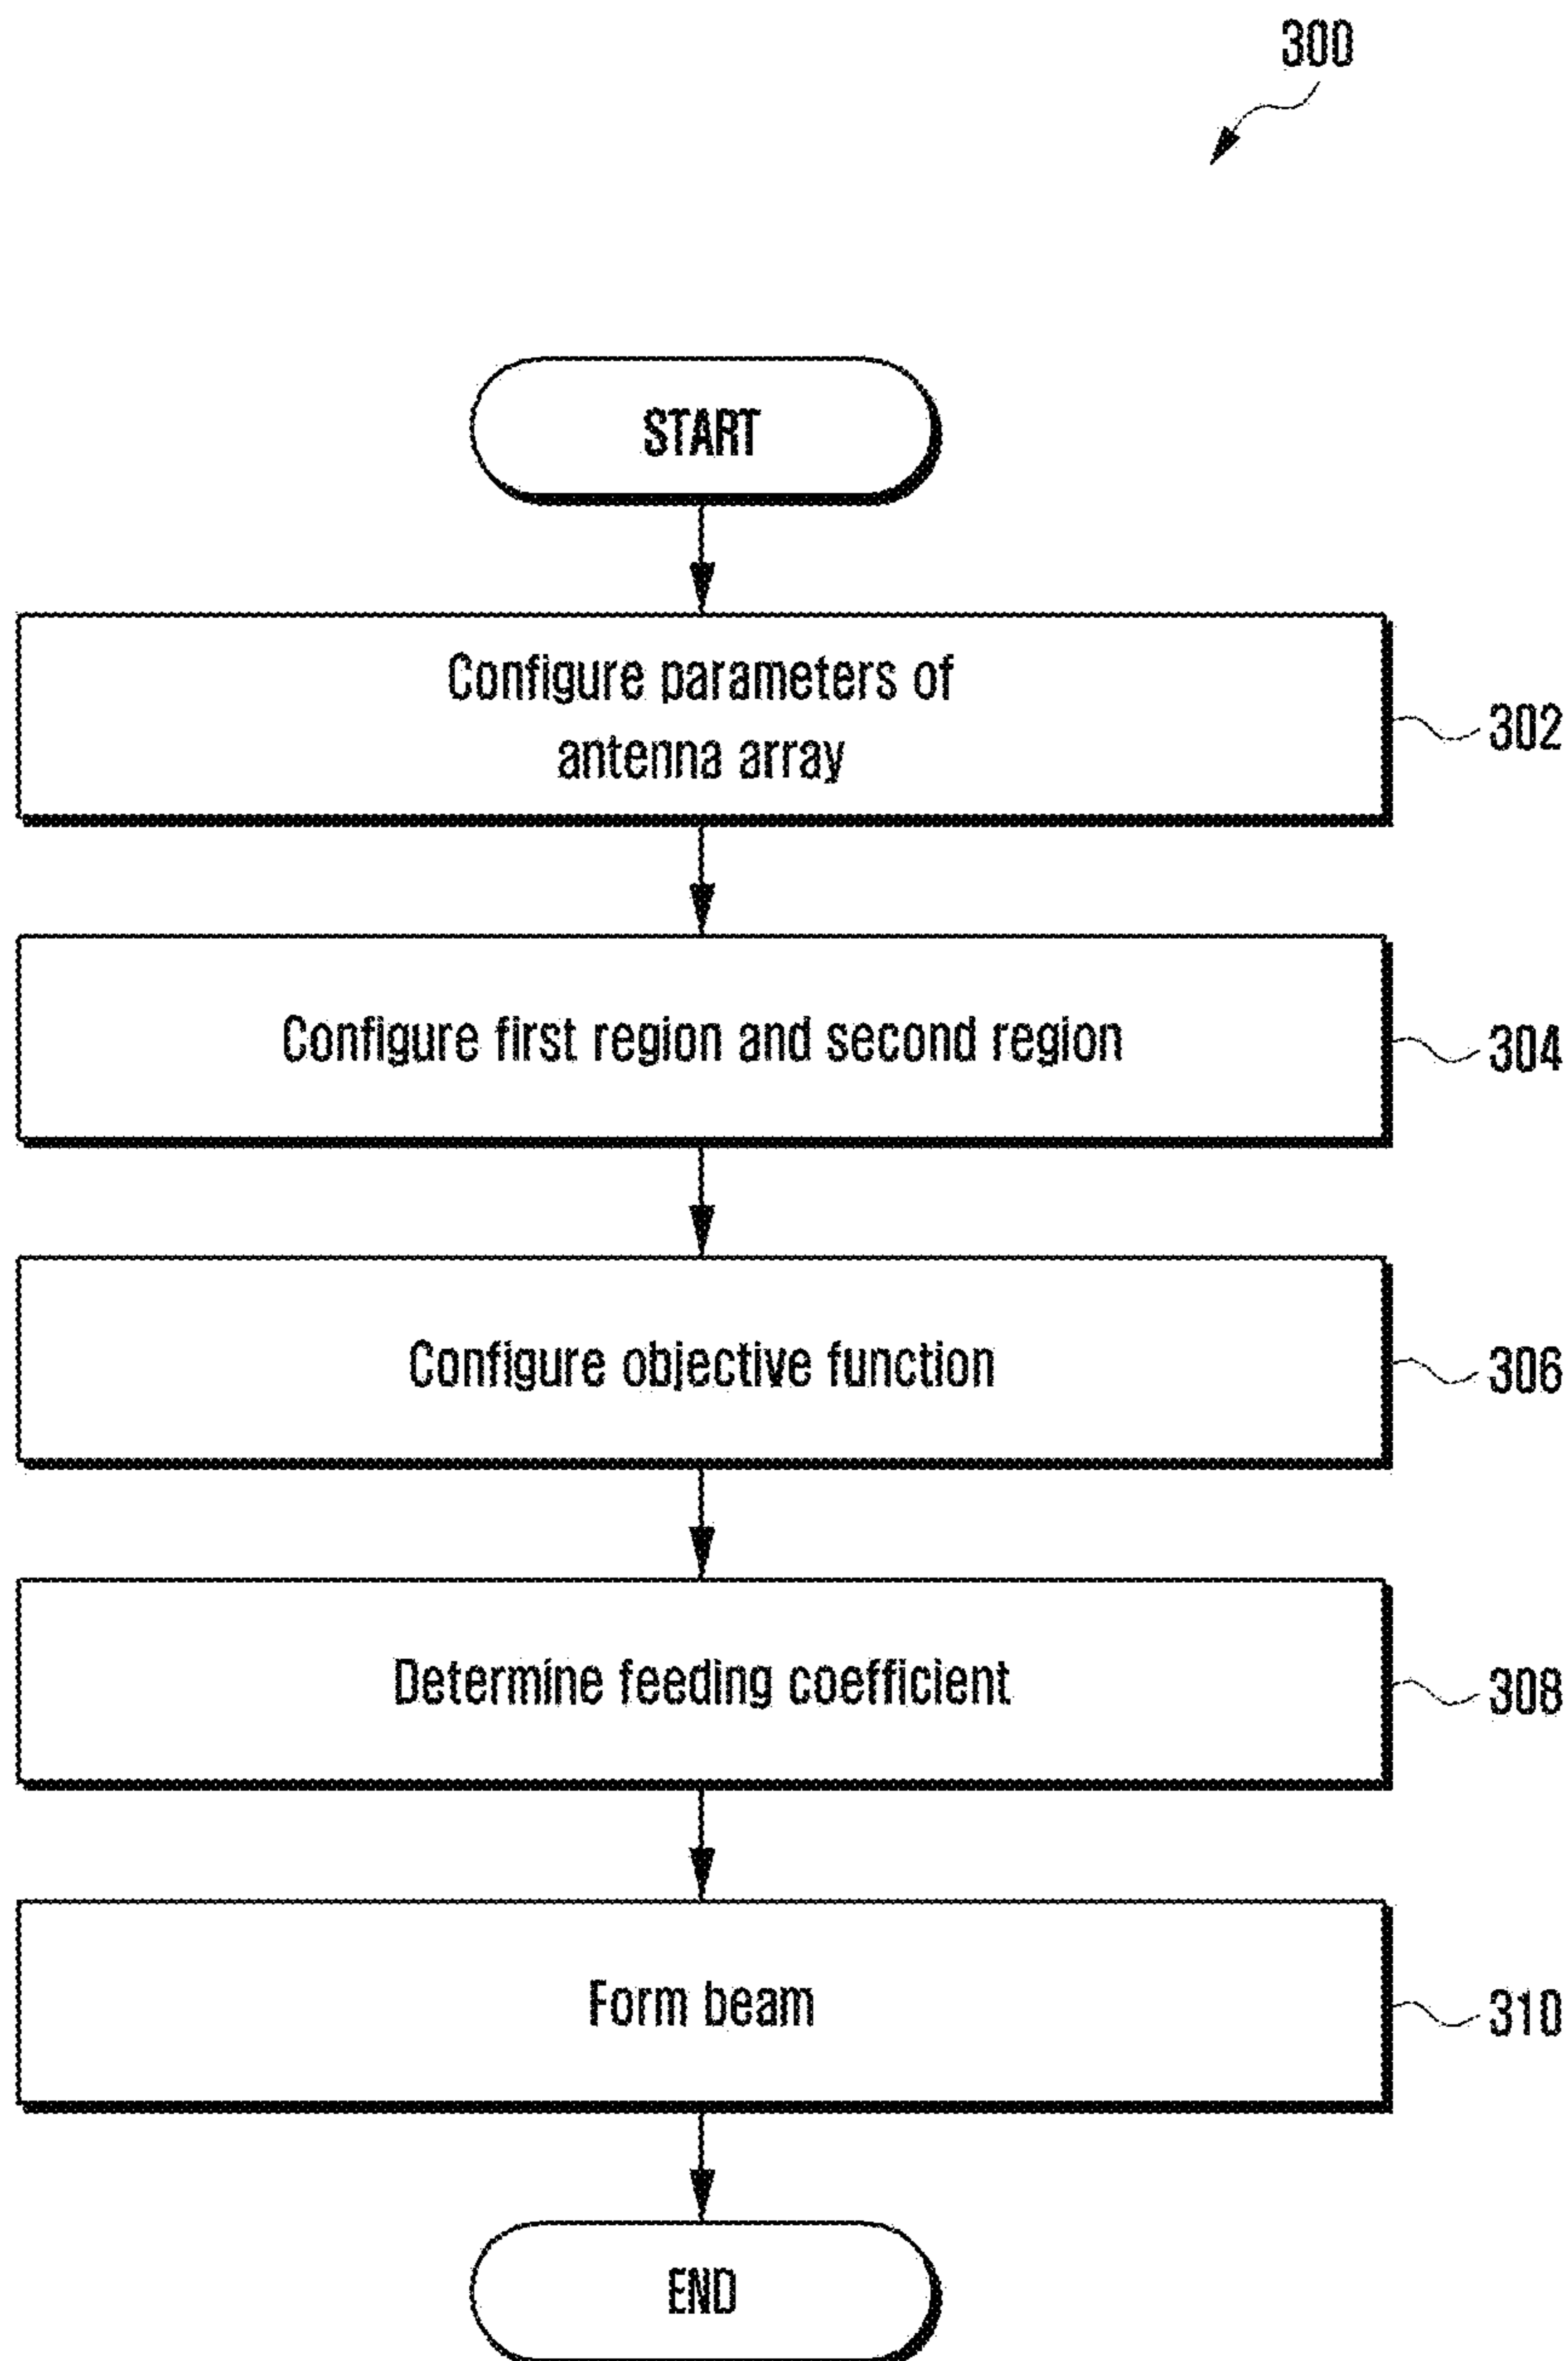 300
START
Configure parameters of
antenna array
302
Configure first region and second region
304
Configure objective function
306
Determine feeding coefficient
308
Form beam
310
END